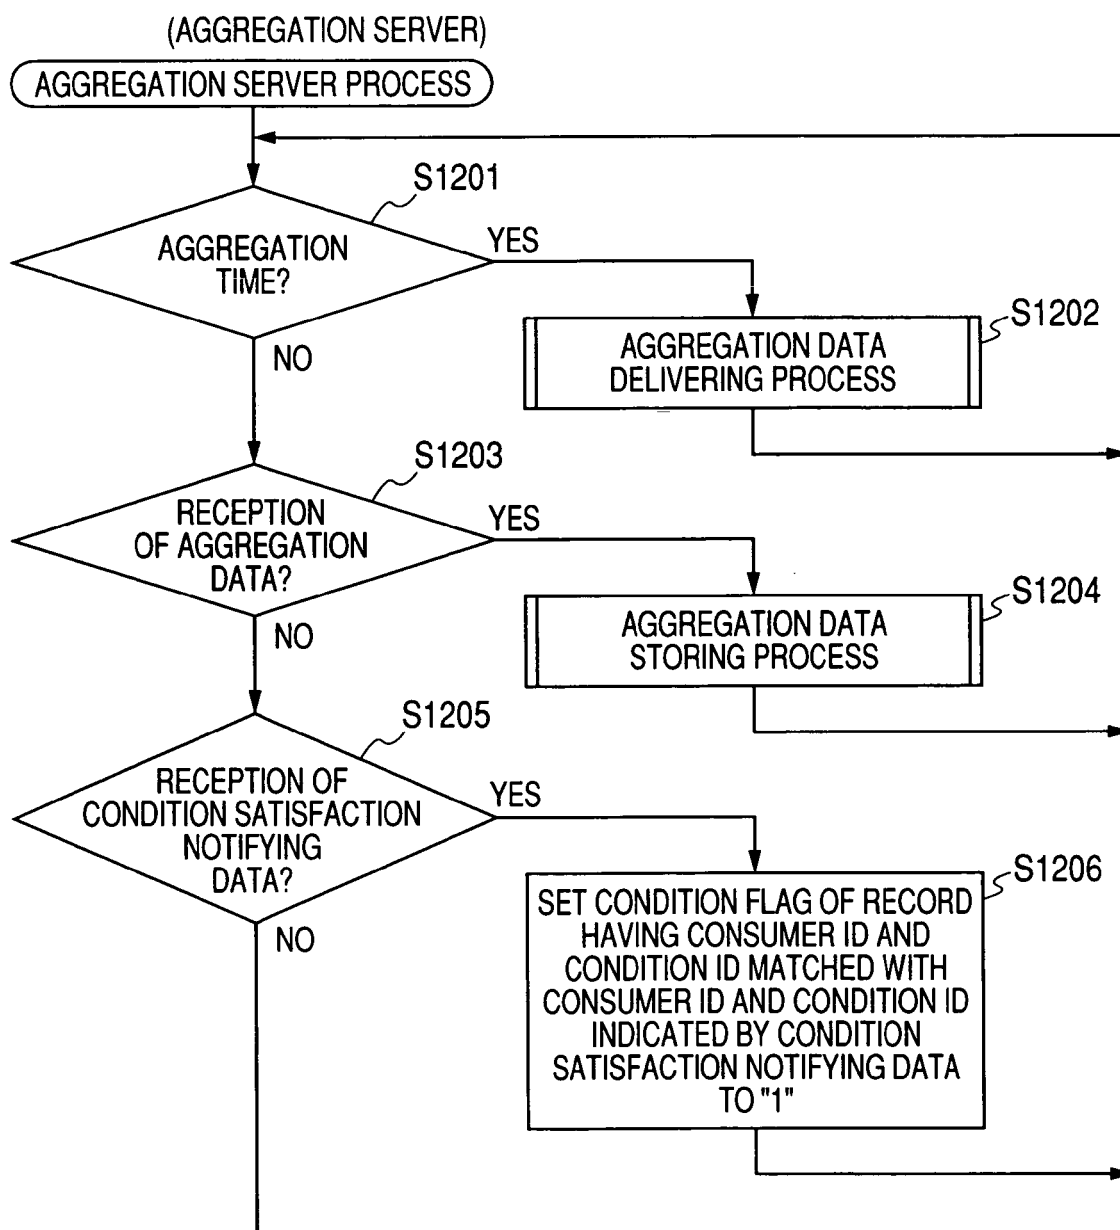 (AGGREGATION SERVER)
AGGREGATION SERVER PROCESS
S1201
AGGREGATION
TIME?
YES
NO
S1202
AGGREGATION DATA
DELIVERING PROCESS
S1203
RECEPTION
OF AGGREGATION
DATA?
YES
NO
S1204
AGGREGATION DATA
STORING PROCESS
S1205
RECEPTION OF
CONDITION SATISFACTION
NOTIFYING
DATA?
YES
NO
S1206
SET CONDITION FLAG OF RECORD
HAVING CONSUMER ID AND
CONDITION ID MATCHED WITH
CONSUMER ID AND CONDITION ID
INDICATED BY CONDITION
SATISFACTION NOTIFYING DATA
TO "1"